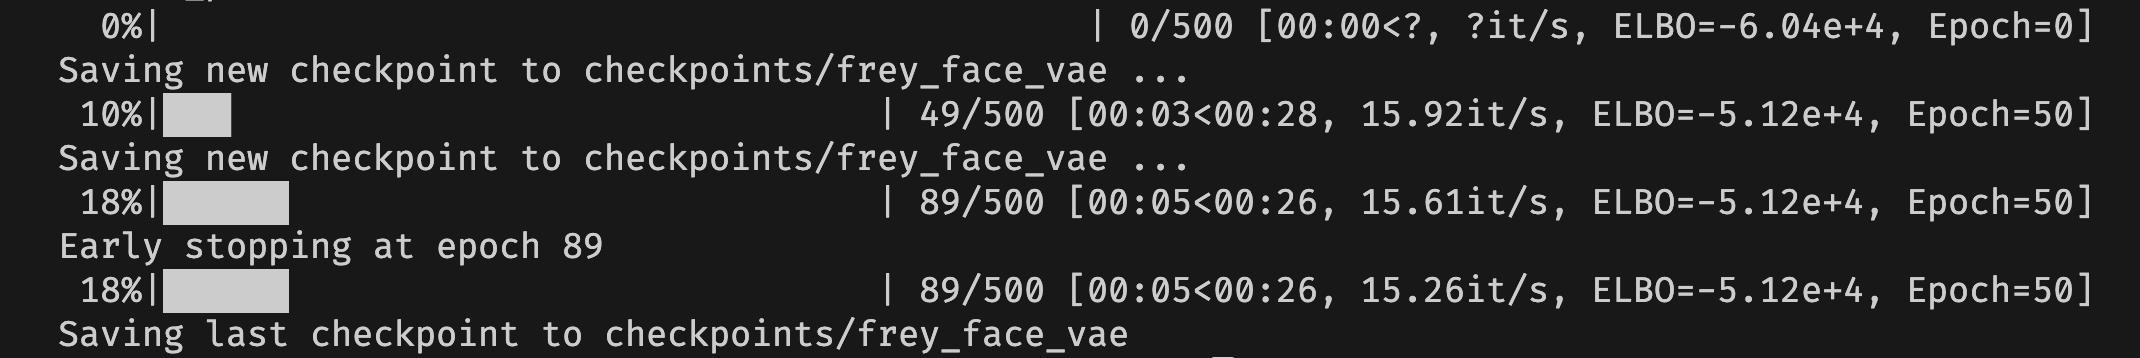 0%| | 0/500 [00:00<?, ?it/s, ELBO=-6.04e+4, Epoch=0]
Saving new checkpoint to checkpoints/frey_face_vae ...
10%|███ | 49/500 [00:03<00:28, 15.92it/s, ELBO=-5.12e+4, Epoch=50]
Saving new checkpoint to checkpoints/frey_face_vae ...
18%|██████ | 89/500 [00:05<00:26, 15.61it/s, ELBO=-5.12e+4, Epoch=50]
Early stopping at epoch 89
18%|██████ | 89/500 [00:05<00:26, 15.26it/s, ELBO=-5.12e+4, Epoch=50]
Saving last checkpoint to checkpoints/frey_face_vae